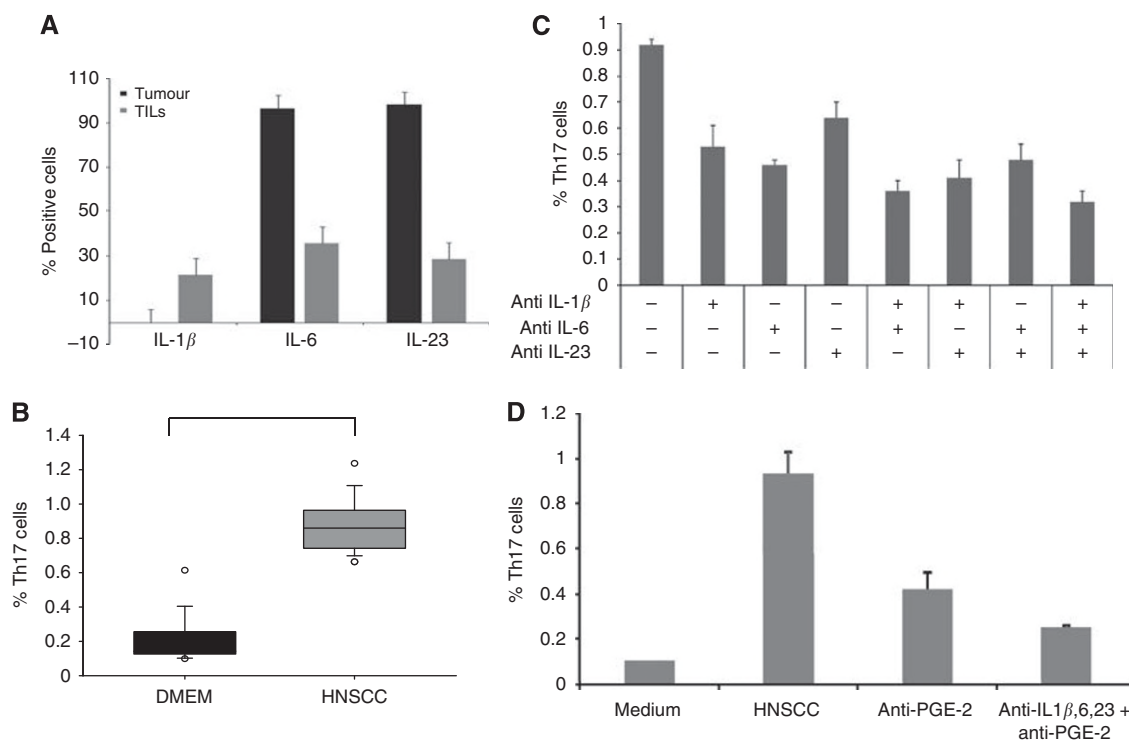 A
110
90
70
50
30
10
−10
% Positive cells
Tumour
TILs
IL-1β IL-6 IL-23
C
1
0.9
0.8
0.7
0.6
0.5
0.4
0.3
0.2
0.1
0
% Th17 cells
Anti IL-1β − + − − + + − +
Anti IL-6 − − + − + − + +
Anti IL-23 − − − + − + + +
B
1.4
1.2
1.0
0.8
0.6
0.4
0.2
0
% Th17 cells
DMEM HNSCC
D
1.2
1
0.8
0.6
0.4
0.2
0
% Th17 cells
Medium HNSCC Anti-PGE-2 Anti-IL1β,6,23 +
anti-PGE-2